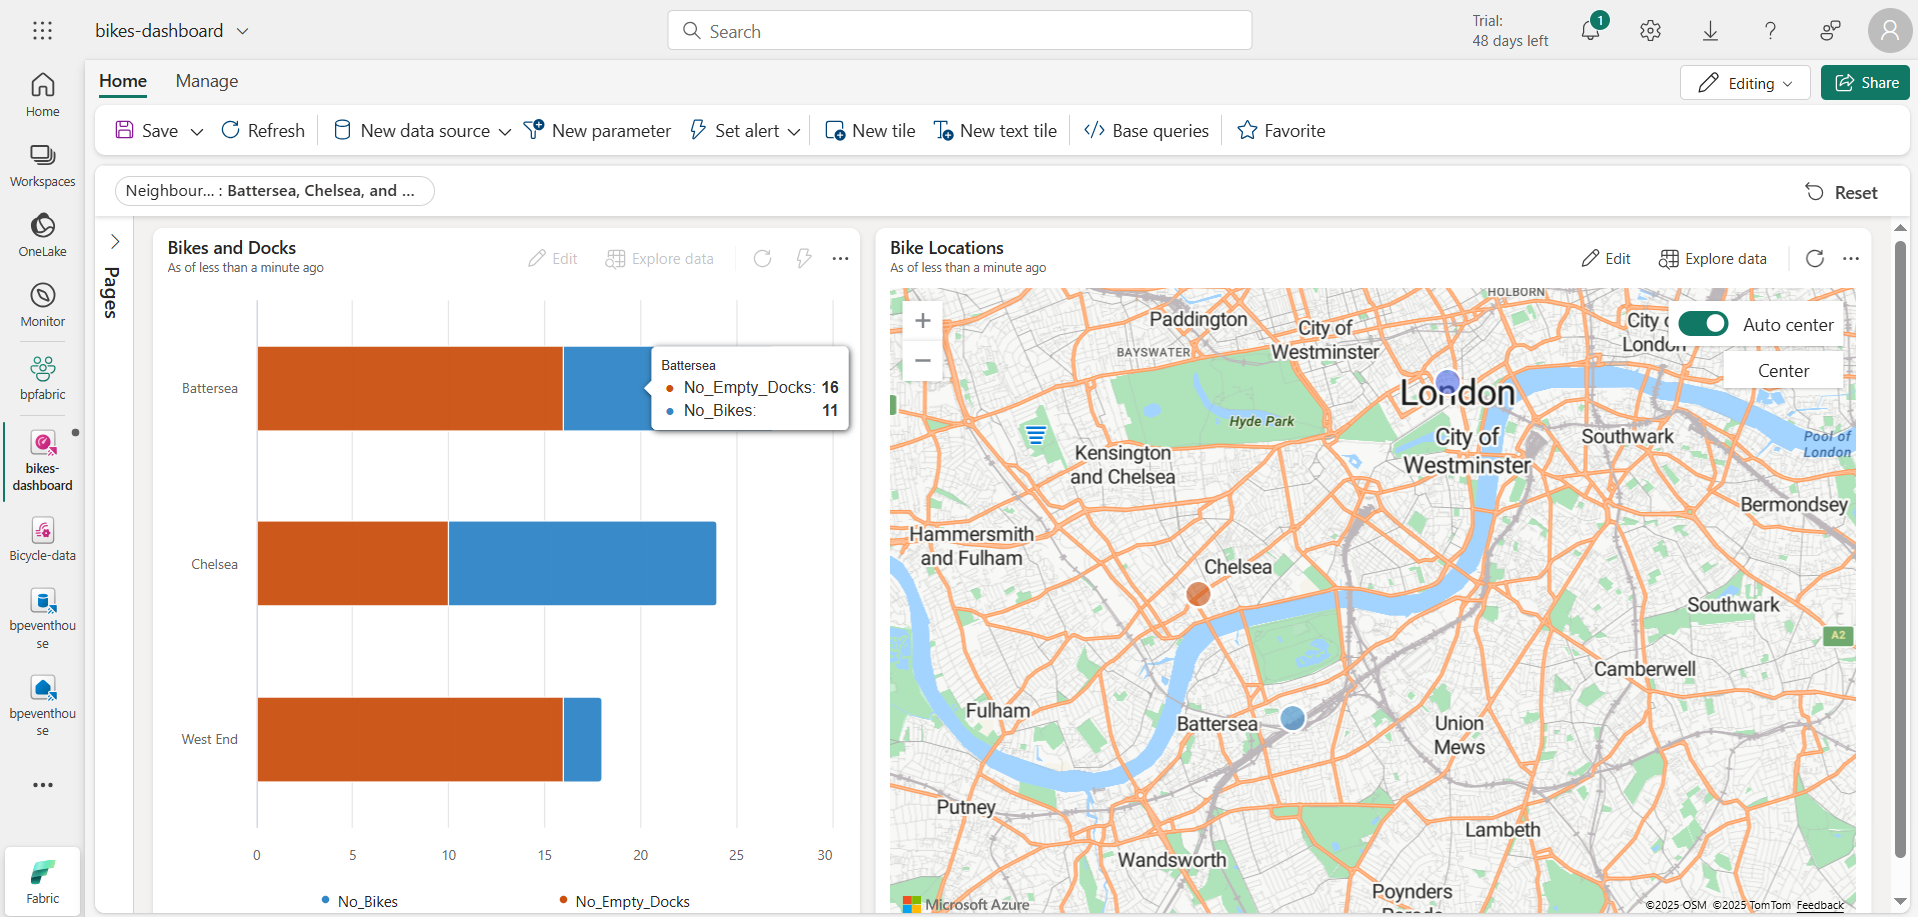 bikes-dashboard
Search
Trial:
48 days left
1
Home
Manage
Editing
Share
Save
Refresh
New data source
New parameter
Set alert
New tile
New text tile
Base queries
Favorite
Home
Workspaces
OneLake
Monitor
bpfabric
bikes-
dashboard
Bicycle-data
bpeventhou
se
bpeventhou
se
Fabric
Neighbour... : Battersea, Chelsea, and ...
Reset
Pages
Bikes and Docks
As of less than a minute ago
Edit
Explore data
Battersea
Chelsea
West End
Battersea
No_Empty_Docks: 16
No_Bikes: 11
0
5
10
15
20
25
30
No_Bikes
No_Empty_Docks
Bike Locations
As of less than a minute ago
Edit
Explore data
Auto center
Center
HOLBORN
Paddington
City of
Westminster
BAYSWATER
Hyde Park
London
City of
Westminster
Southwark
Pool of
London
Kensington
and Chelsea
Bermondsey
Hammersmith
and Fulham
Chelsea
Southwark
A2
Camberwell
Fulham
Battersea
Union
Mews
Putney
Lambeth
Wandsworth
Poynders
Microsoft Azure
©2025 OSM ©2025 TomTom Feedback